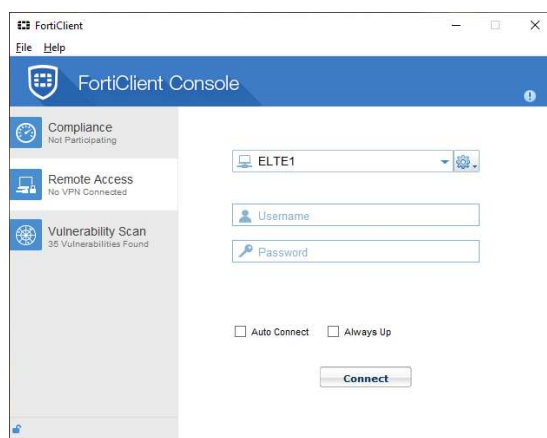 FortiClient
File Help
FortiClient Console
Compliance
Not Participating
Remote Access
No VPN Connected
Vulnerability Scan
35 Vulnerabilities Found
ELTE1
Username
Password
Auto Connect Always Up
Connect